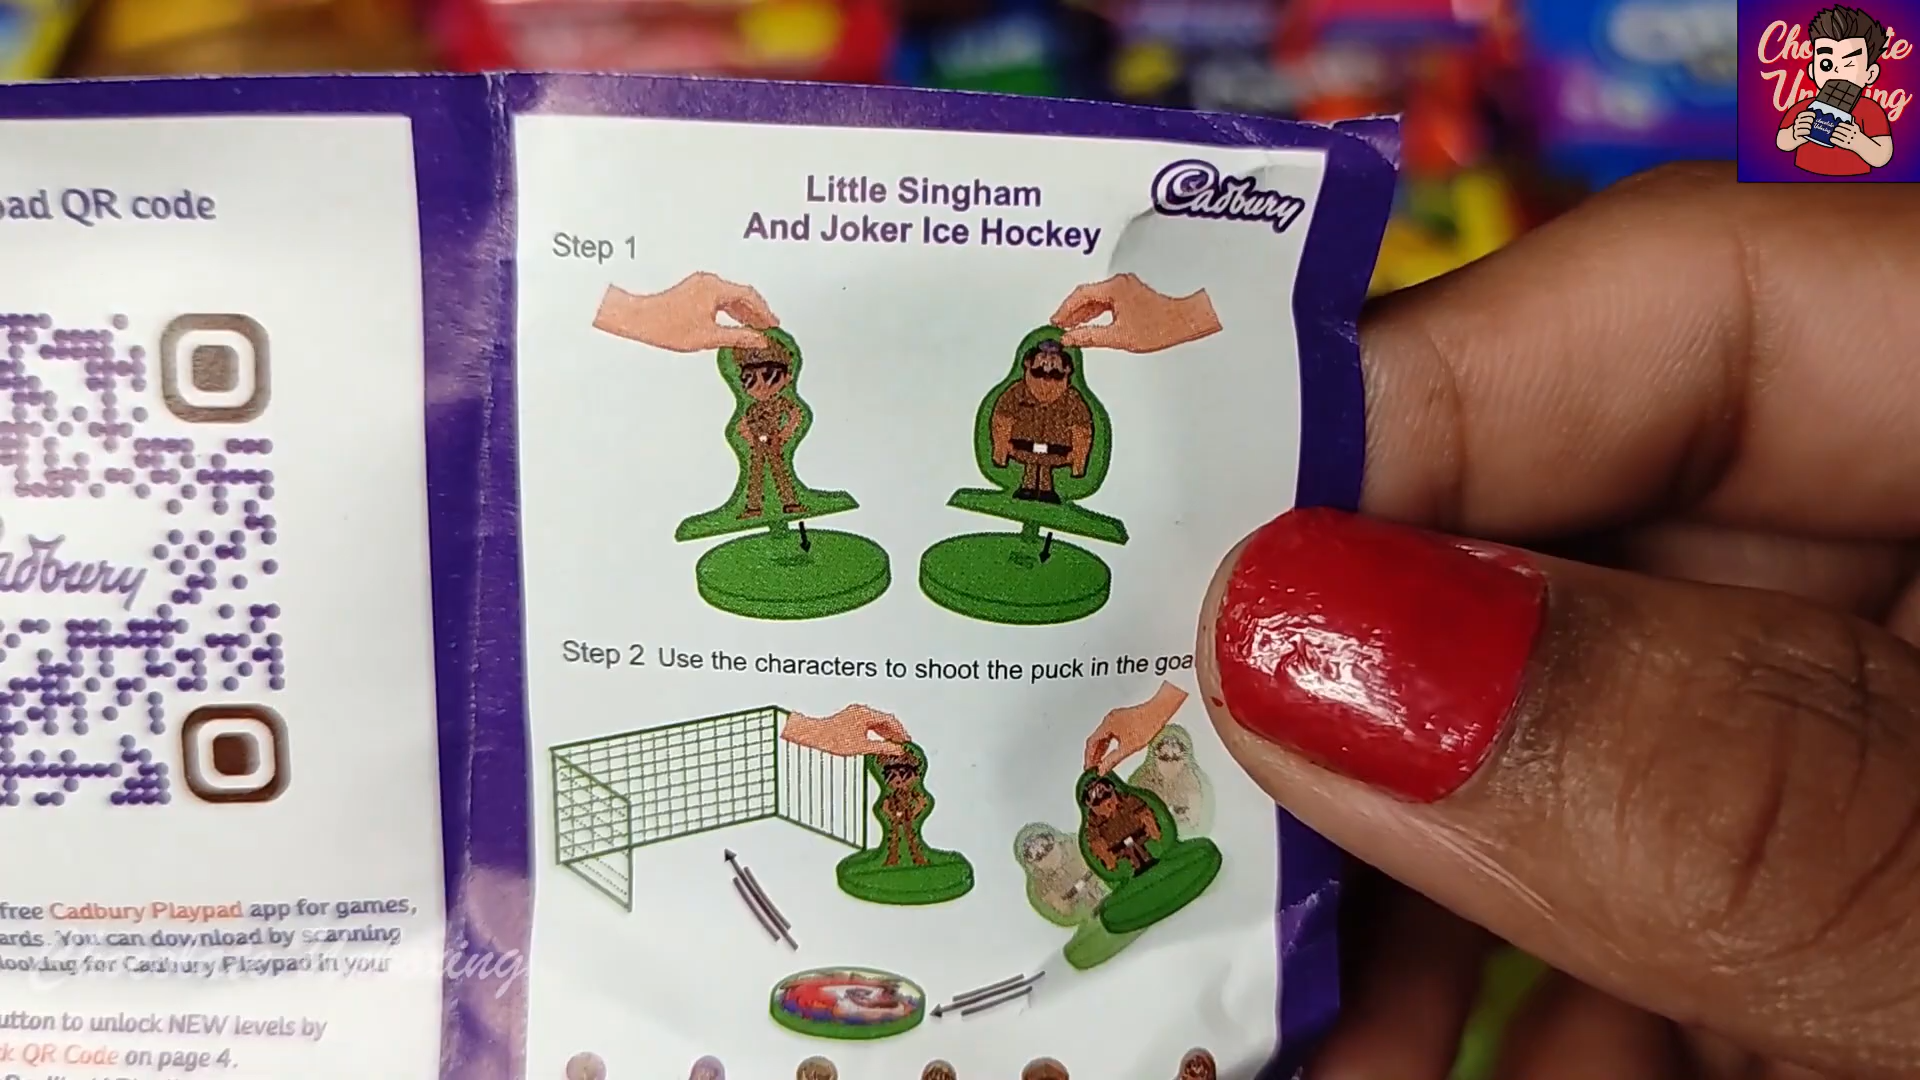 ad QR code
adbury
free Cadbury Playpad app for games,
ards. You can download by scanning
looking for Cadbury Playpad in your
utton to unlock NEW levels by
k QR Code on page 4.
Little Singham
And Joker Ice Hockey
Cadbury
Step 1
Step 2 Use the characters to shoot the puck in the goa